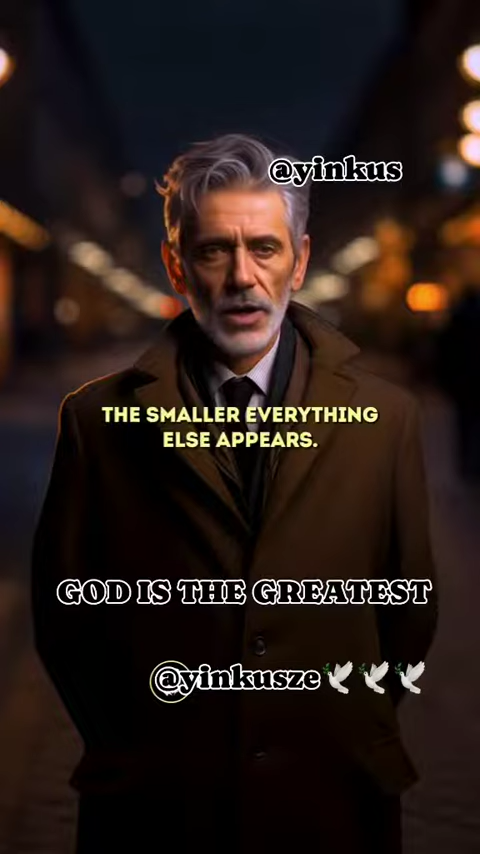 @yinkus
THE SMALLER EVERYTHING
ELSE APPEARS.
GOD IS THE GREATEST
@yinkusze🕊️🕊️🕊️